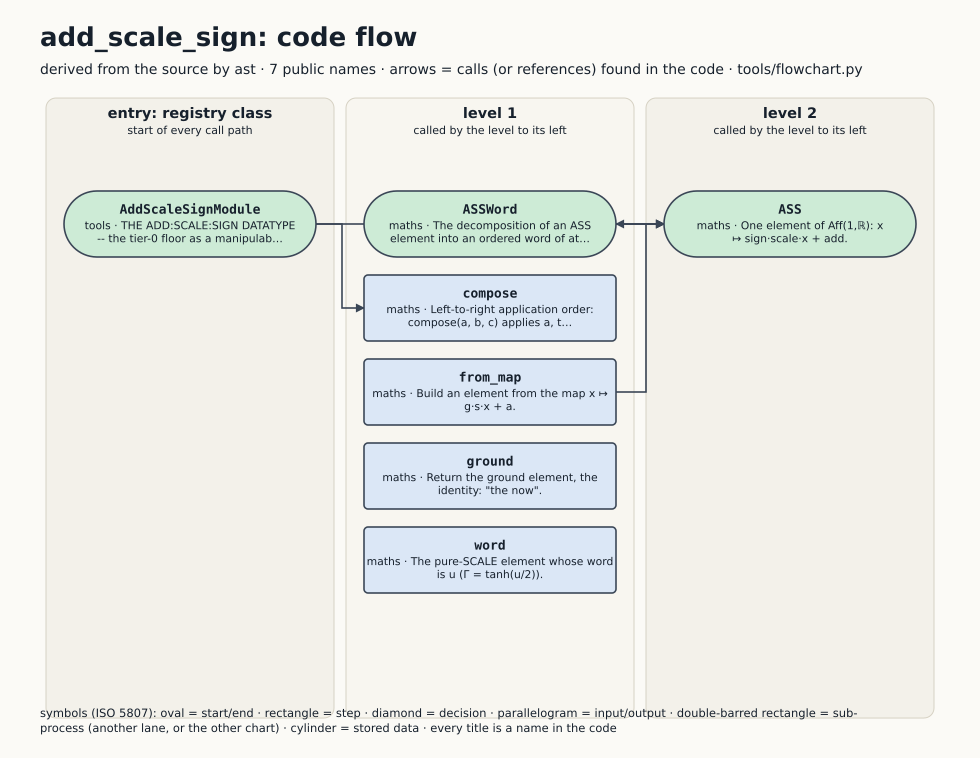 add_scale_sign: code flow
derived from the source by ast · 7 public names · arrows = calls (or references) found in the code · tools/flowchart.py
entry: registry class
start of every call path
level 1
called by the level to its left
level 2
called by the level to its left
AddScaleSignModule
tools · THE ADD:SCALE:SIGN DATATYPE
-- the tier-0 floor as a manipulab…
ASSWord
maths · The decomposition of an ASS
element into an ordered word of at…
ASS
maths · One element of Aff(1,ℝ): x
↦ sign·scale·x + add.
compose
maths · Left-to-right application order:
compose(a, b, c) applies a, t…
from_map
maths · Build an element from the map x ↦
g·s·x + a.
ground
maths · Return the ground element, the
identity: "the now".
word
maths · The pure-SCALE element whose word
is u (Γ = tanh(u/2)).
symbols (ISO 5807): oval = start/end · rectangle = step · diamond = decision · parallelogram = input/output · double-barred rectangle = sub-
process (another lane, or the other chart) · cylinder = stored data · every title is a name in the code